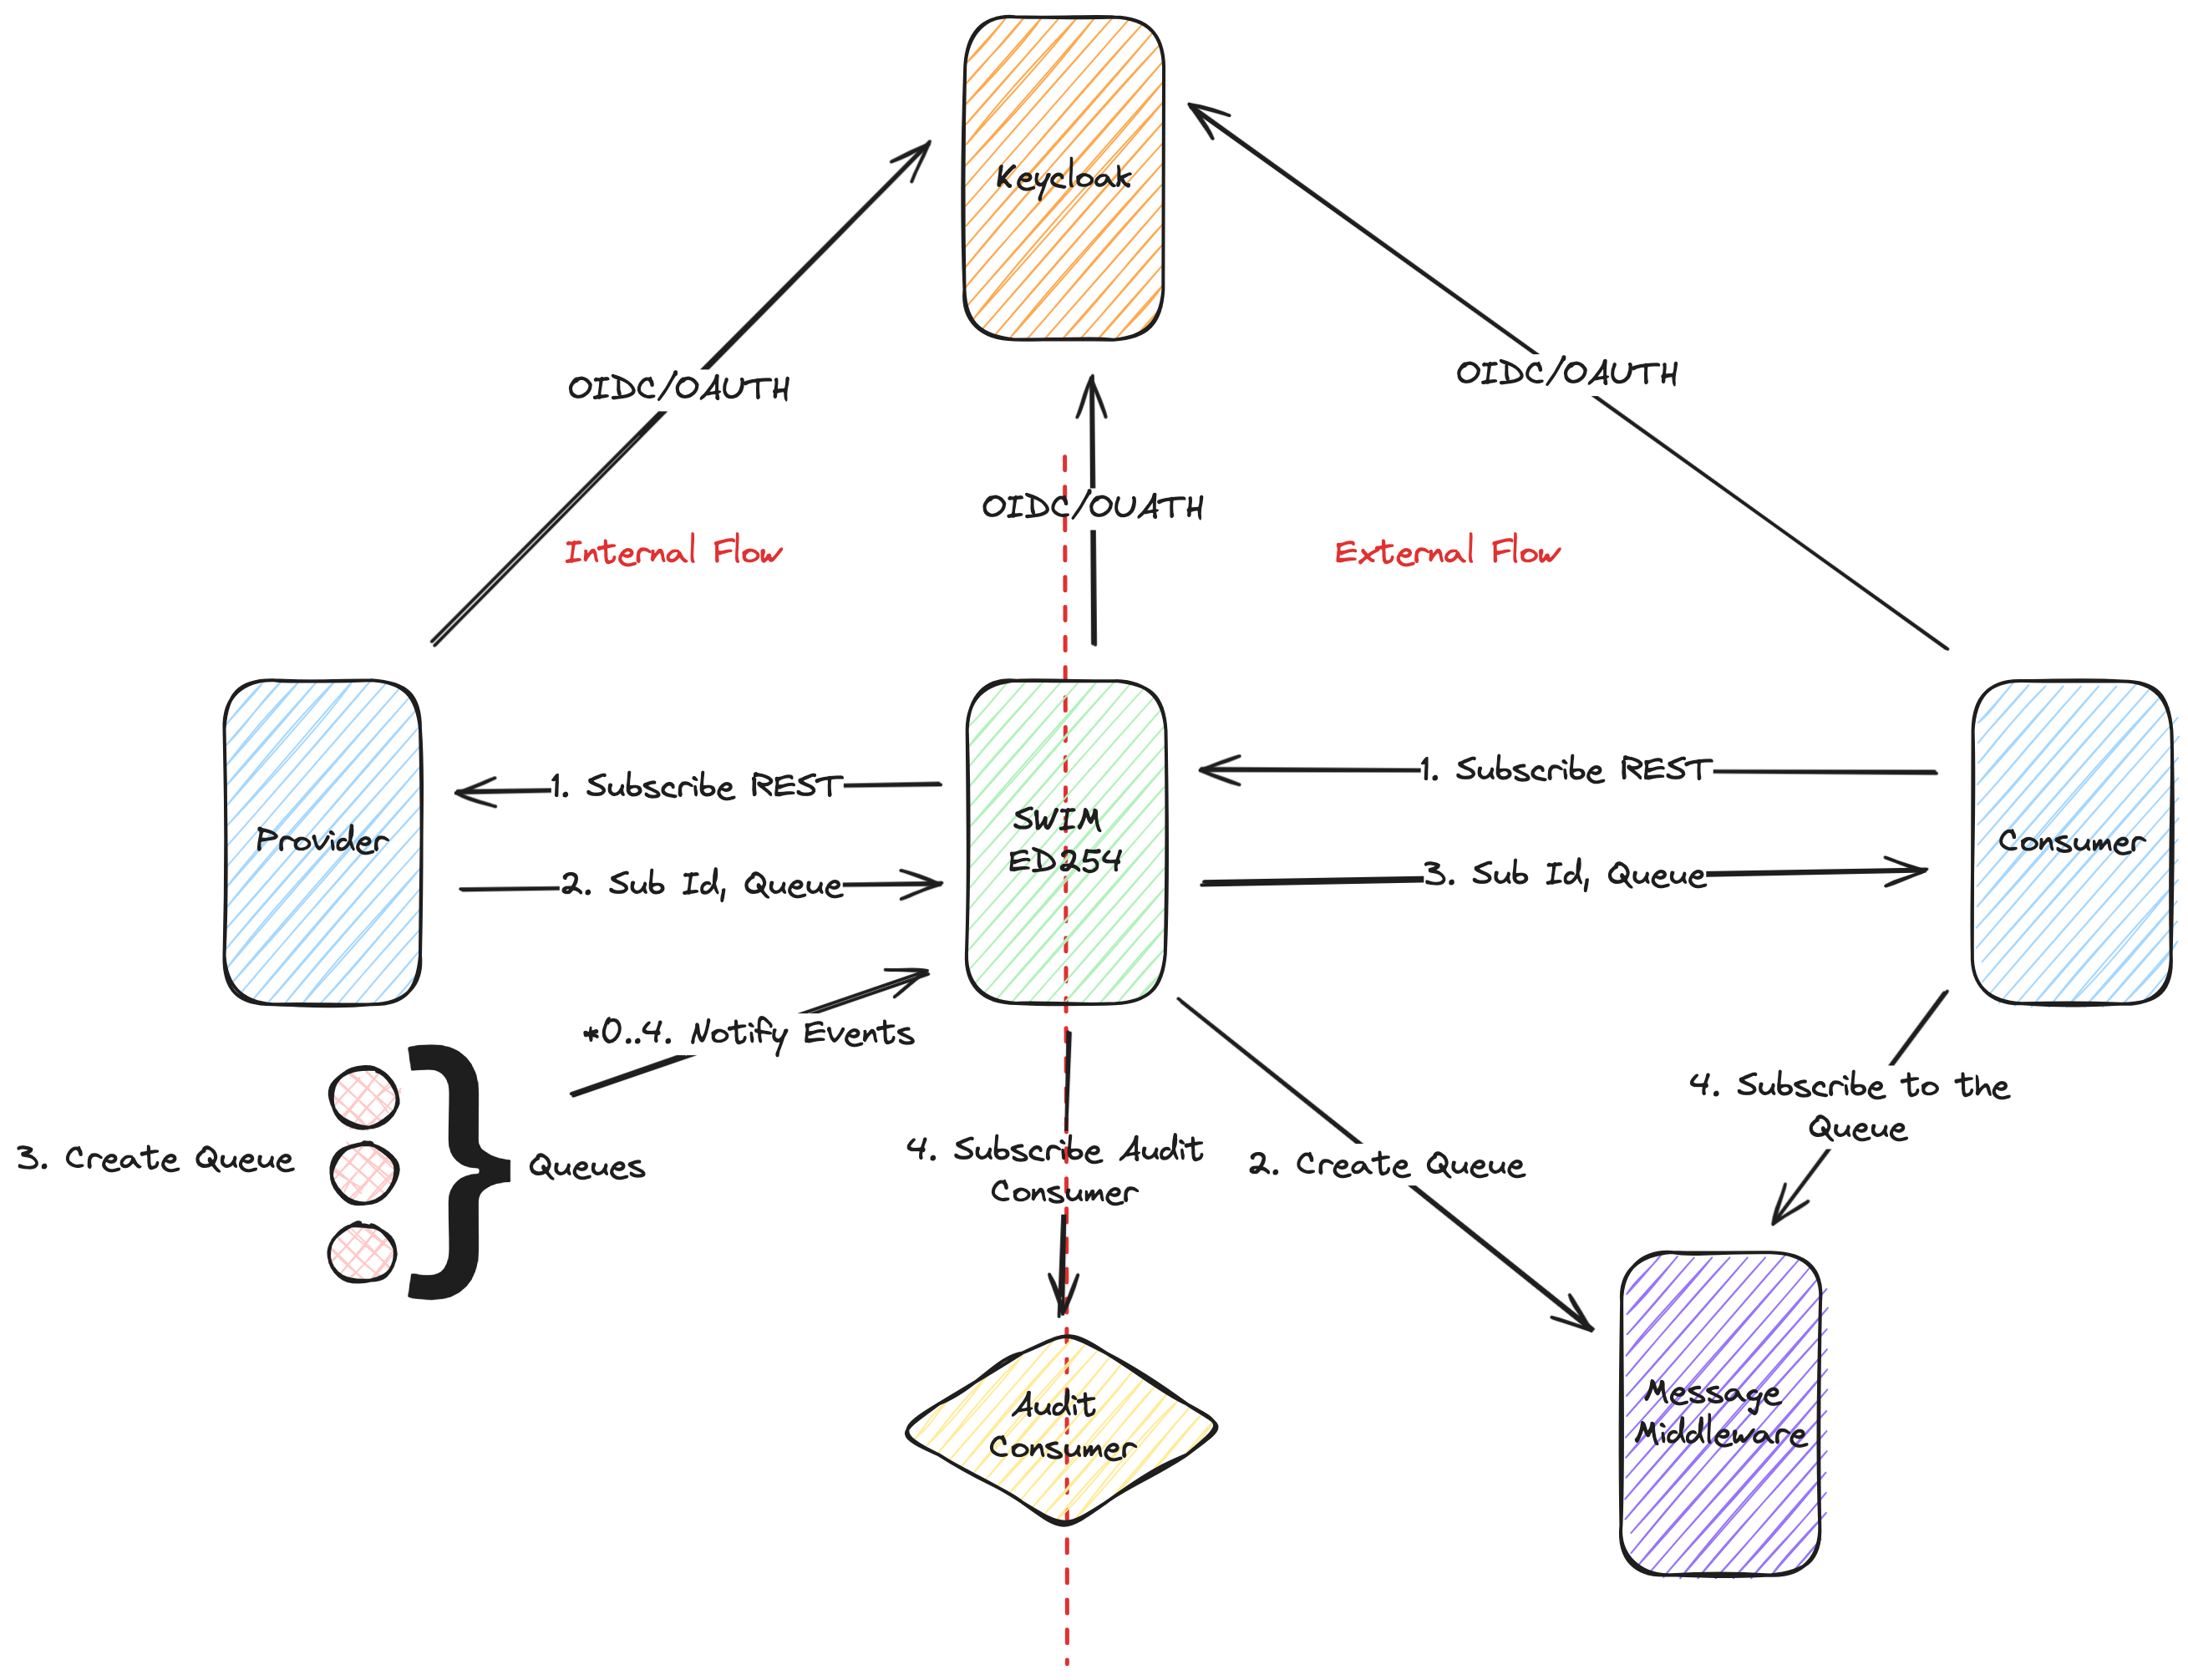 Keycloak
OIDC/OAUTH
OIDC/OAUTH
OIDC/OUATH
Internal Flow
External Flow
1. Subscribe REST
1. Subscribe REST
Provider
SWIM
ED254
Consumer
2. Sub Id, Queue
3. Sub Id, Queue
*0..4. Notify Events
3. Create Queue
Queues
4. Subscribe Audit
Consumer
2. Create Queue
4. Subscribe to the
Queue
Audit
Consumer
Message
Middleware